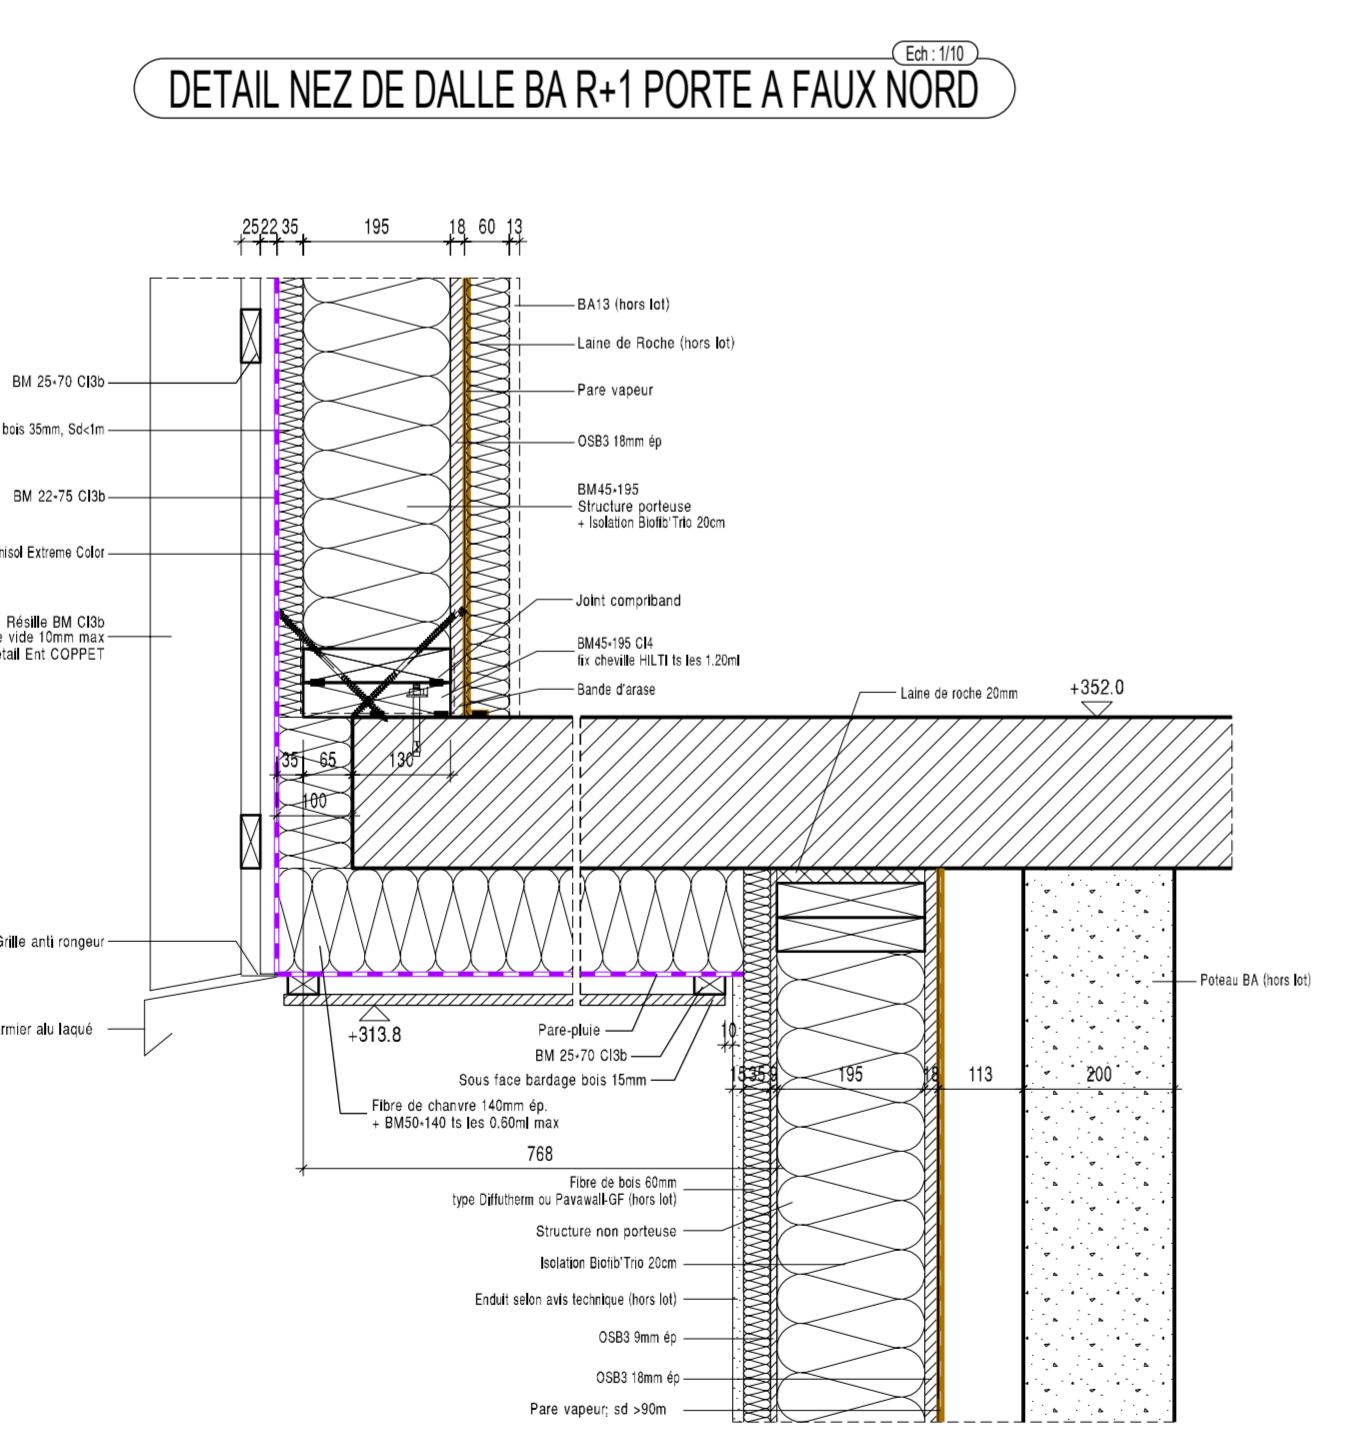 Ech : 1/10
DETAIL NEZ DE DALLE BA R+1 PORTE A FAUX NORD
25 22 35 195 18 60 13
BA13 (hors lot)
Laine de Roche (hors lot)
Pare vapeur
OSB3 18mm ép
BM45*195
Structure porteuse
+ Isolation Biofib'Trio 20cm
Joint compriband
BM45*195 Cl4
fix cheville HILTI ts les 1.20ml
Bande d'arase
BM 25*70 Cl3b
bois 35mm, Sd<1m
BM 22*75 Cl3b
Extreme Color
Résille BM Cl3b
vide 10mm max
Ent COPPET
Laine de roche 20mm
+352.0
35 65 130
100
Grille anti rongeur
alu laqué
+313.8
Pare-pluie
BM 25*70 Cl3b
Sous face bardage bois 15mm
Fibre de chanvre 140mm ép.
+ BM50*140 ts les 0.60ml max
768
10
15 35 9 195 18 113 200
Poteau BA (hors lot)
Fibre de bois 60mm
type Diffutherm ou Pavawall-GF (hors lot)
Structure non porteuse
Isolation Biofib'Trio 20cm
Enduit selon avis technique (hors lot)
OSB3 9mm ép
OSB3 18mm ép
Pare vapeur; sd >90m